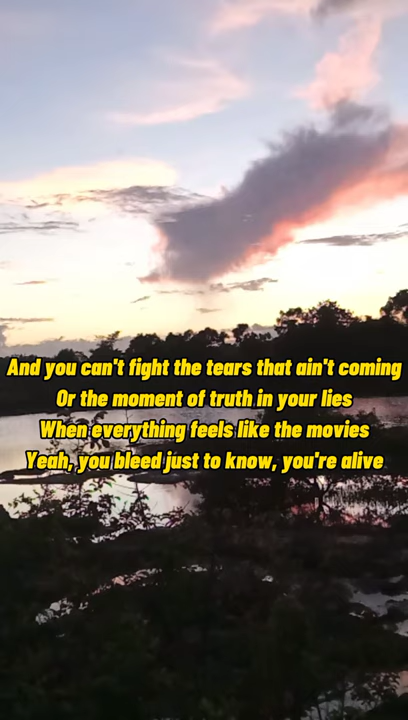 And you can't fight the tears that ain't coming
Or the moment of truth in your lies
When everything feels like the movies
Yeah, you bleed just to know, you're alive